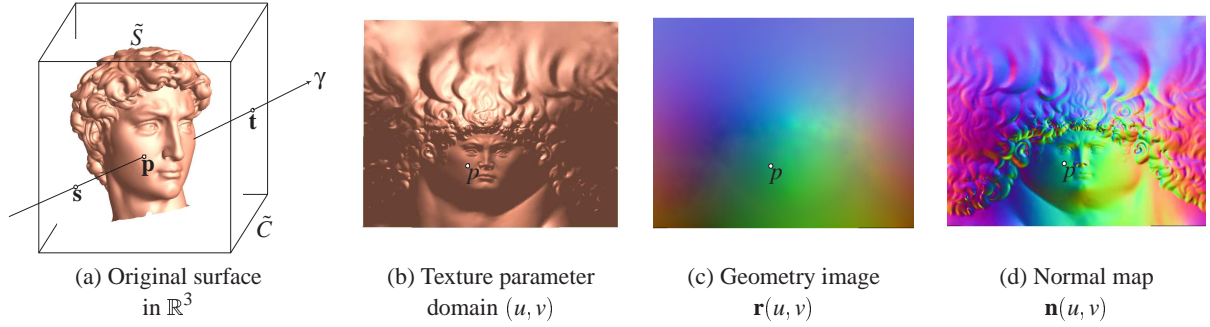 S̃
γ
t
p
s
C̃
p
p
p
(a) Original surface
in ℝ³
(b) Texture parameter
domain (u, v)
(c) Geometry image
r(u, v)
(d) Normal map
n(u, v)